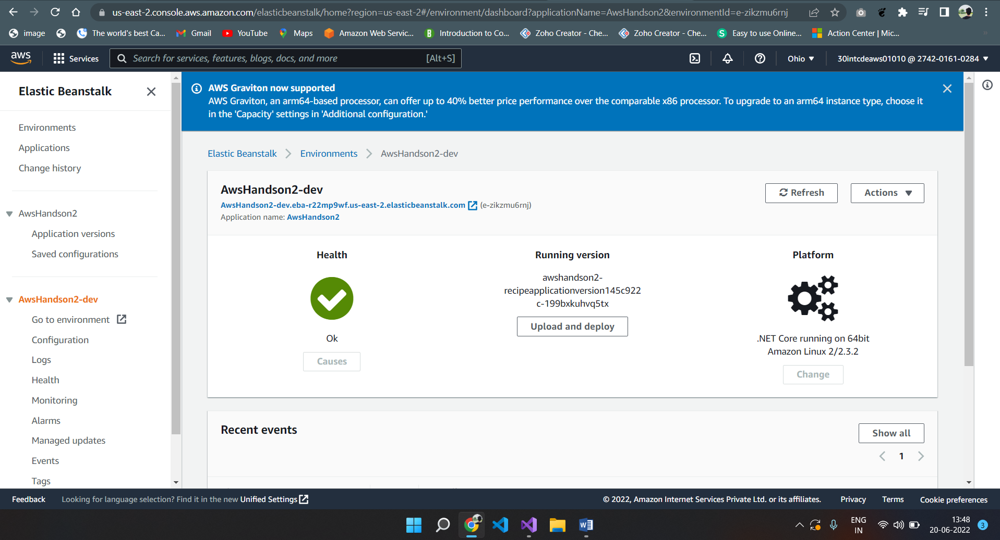 us-east-2.console.aws.amazon.com/elasticbeanstalk/home?region=us-east-2#/environment/dashboard?applicationName=AwsHandson2&environmentId=e-zikzmu6rnj
image
The world's best Ca...
Gmail
YouTube
Maps
Amazon Web Servic...
B
Introduction to Co...
Zoho Creator - Che...
Zoho Creator - Che...
S
Easy to use Online...
Action Center | Mic...
aws
Services
Search for services, features, blogs, docs, and more
[Alt+S]
Ohio
30intcdeaws01010 @ 2742-0161-0284
Elastic Beanstalk
Environments
Applications
Change history
AwsHandson2
Application versions
Saved configurations
AwsHandson2-dev
Go to environment
Configuration
Logs
Health
Monitoring
Alarms
Managed updates
Events
Tags
AWS Graviton now supported
AWS Graviton, an arm64-based processor, can offer up to 40% better price performance over the comparable x86 processor. To upgrade to an arm64 instance type, choose it
in the 'Capacity' settings in 'Additional configuration.'
Elastic Beanstalk
Environments
AwsHandson2-dev
AwsHandson2-dev
AwsHandson2-dev.eba-r22mp9wf.us-east-2.elasticbeanstalk.com (e-zikzmu6rnj)
Application name: AwsHandson2
Refresh
Actions
Health
Ok
Causes
Running version
awshandson2-
recipeapplicationversion145c922
c-199bxkuhvq5tx
Upload and deploy
Platform
.NET Core running on 64bit
Amazon Linux 2/2.3.2
Change
Recent events
Show all
1
Feedback
Looking for language selection? Find it in the new Unified Settings
© 2022, Amazon Internet Services Private Ltd. or its affiliates.
Privacy
Terms
Cookie preferences
ENG
IN
13:48
20-06-2022
3